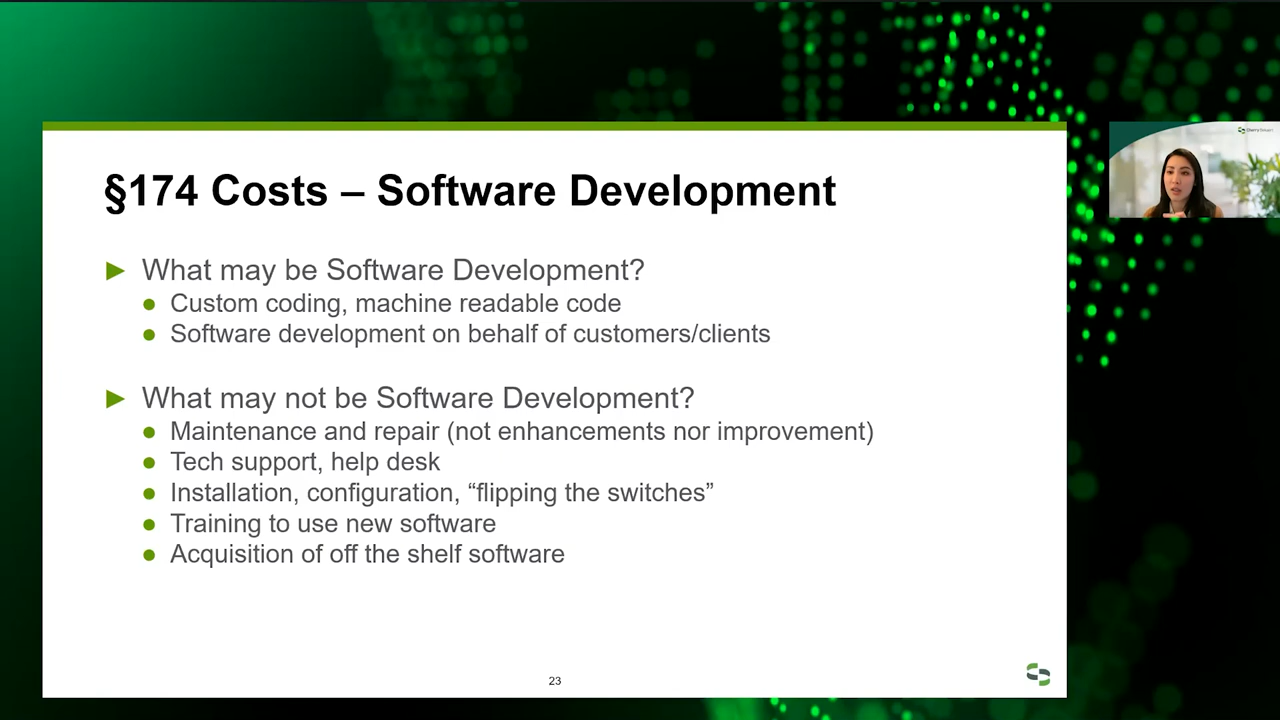 §174 Costs – Software Development
► What may be Software Development?
● Custom coding, machine readable code
● Software development on behalf of customers/clients
► What may not be Software Development?
● Maintenance and repair (not enhancements nor improvement)
● Tech support, help desk
● Installation, configuration, “flipping the switches”
● Training to use new software
● Acquisition of off the shelf software
23